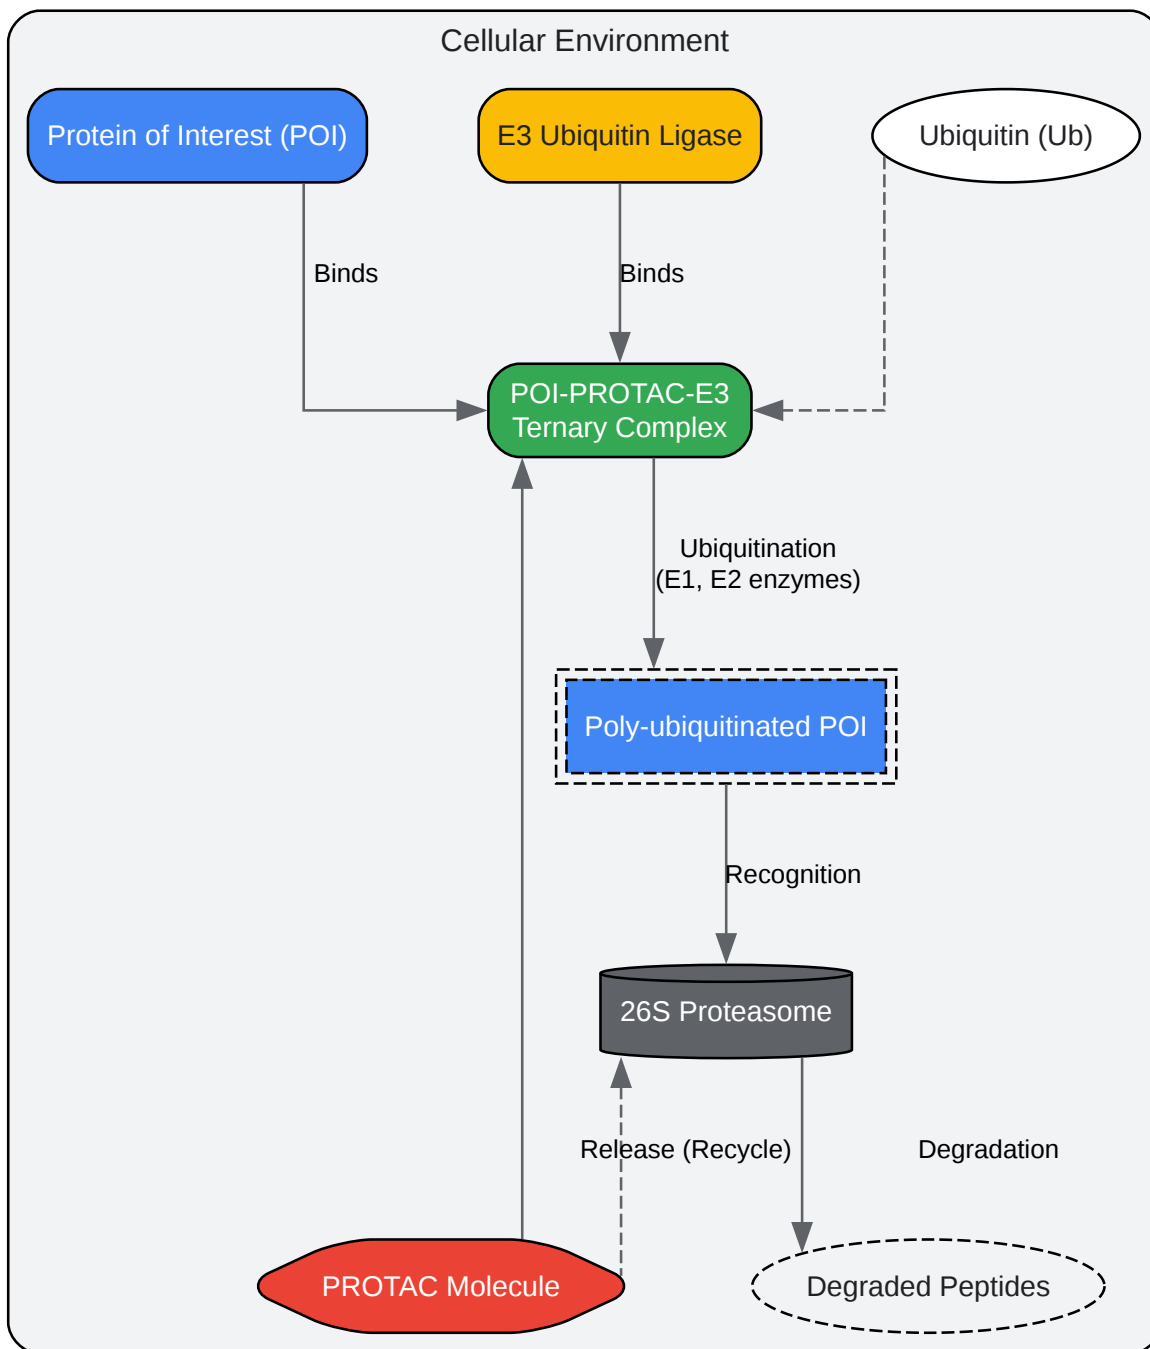 Cellular Environment
Protein of Interest (POI)
E3 Ubiquitin Ligase
Ubiquitin (Ub)
Binds
Binds
POI-PROTAC-E3
Ternary Complex
Ubiquitination
(E1, E2 enzymes)
Poly-ubiquitinated POI
Recognition
26S Proteasome
Release (Recycle)
Degradation
PROTAC Molecule
Degraded Peptides